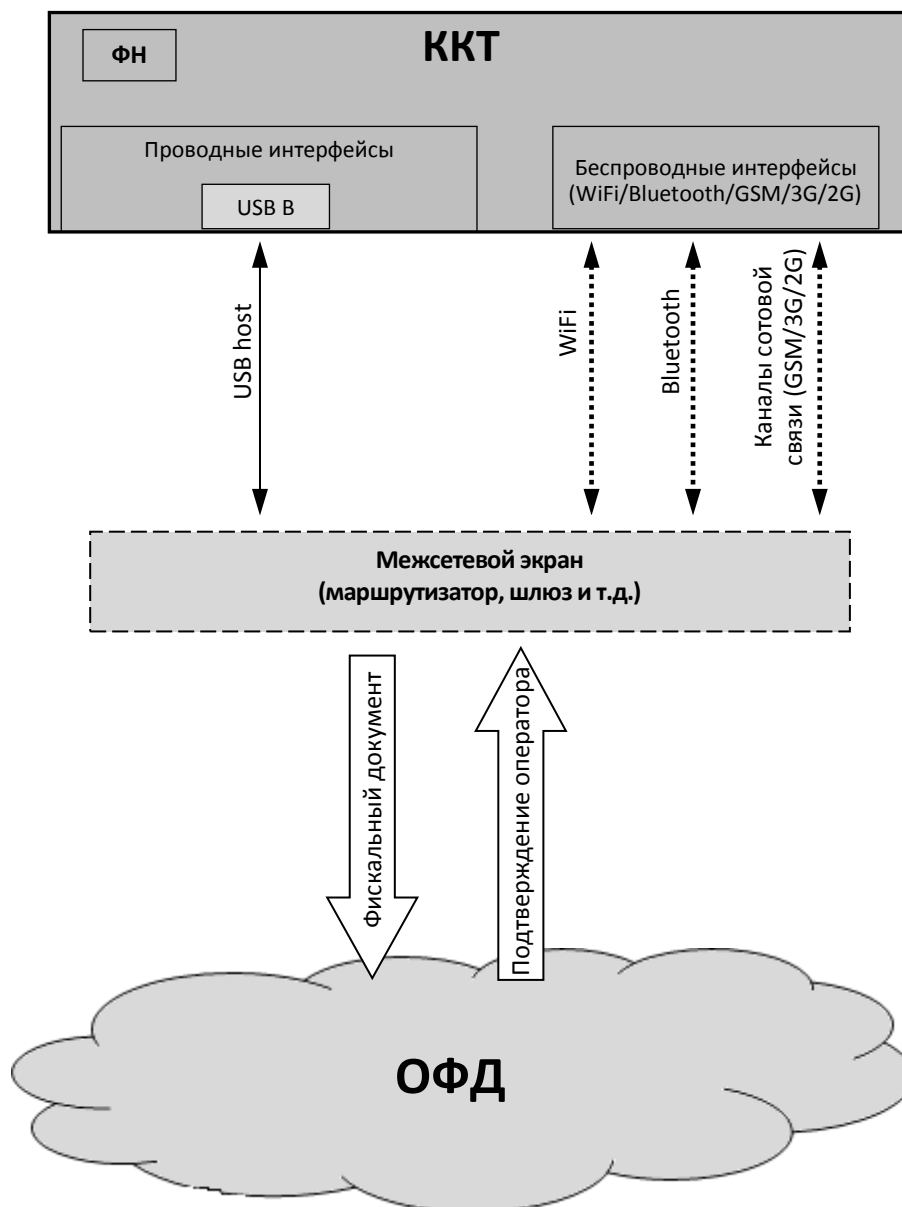 ФН
ККТ
Проводные интерфейсы
USB B
Беспроводные интерфейсы
(WiFi/Bluetooth/GSM/3G/2G)
USB host
WiFi
Bluetooth
Каналы сотовой
связи (GSM/3G/2G)
Межсетевой экран
(маршрутизатор, шлюз и т.д.)
Фискальный документ
Подтверждение оператора
ОФД